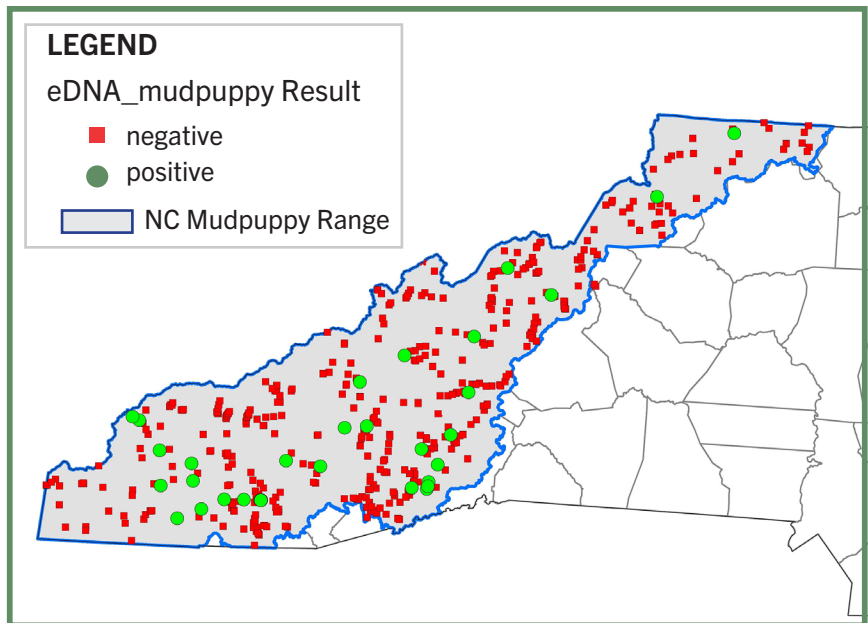 LEGEND
eDNA_mudpuppy Result
negative
positive
NC Mudpuppy Range